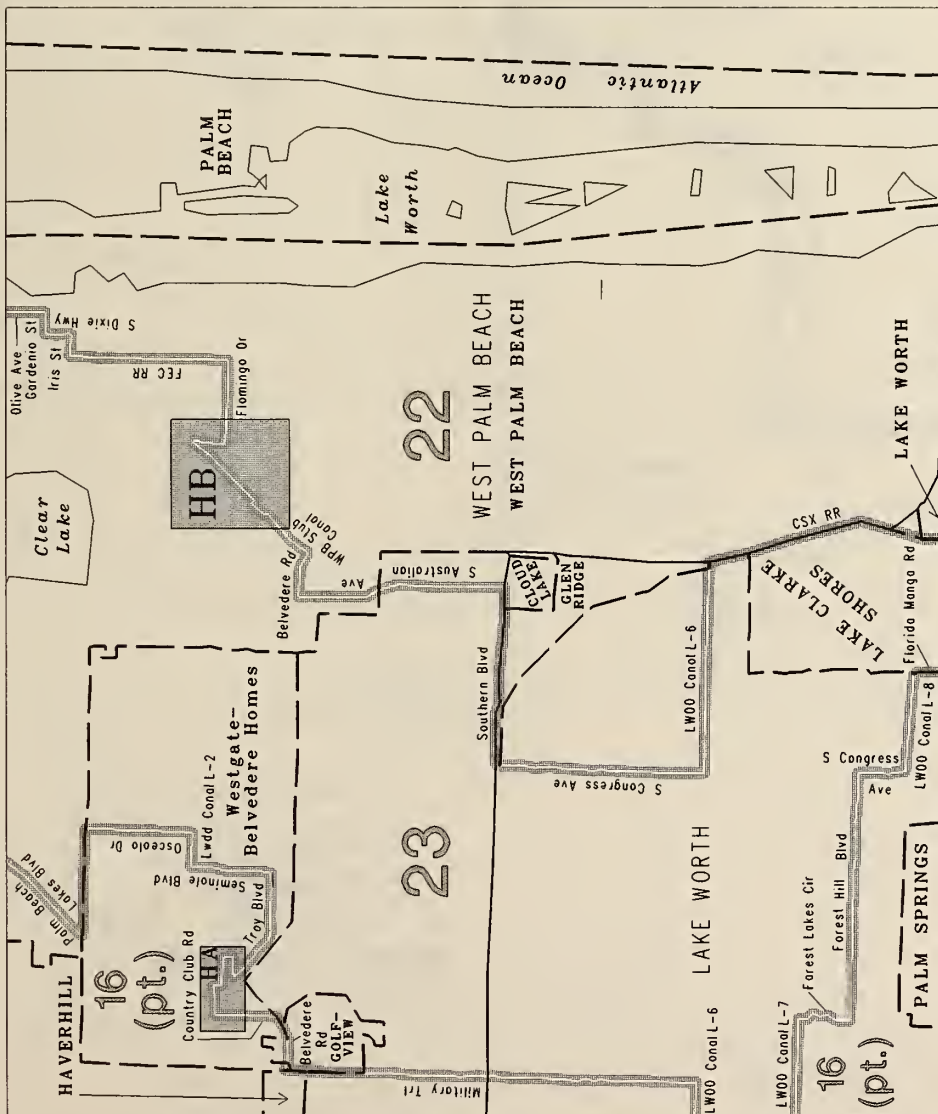 Atlantic Ocean
PALM
BEACH
Lake
Worth
Olive Ave
Gardenio St
Iris St
S Dixie Hwy
FEC RR
Flomingo Dr
Clear
Lake
HB
WPB Stub
Canal
Belvedere Rd
22
WEST PALM BEACH
WEST PALM BEACH
LAKE WORTH
CSX RR
S Australian
Ave
CLOUD
LAKE
GLEN
RIDGE
LAKE CLARKE
SHORES
Florida Mango Rd
Southern Blvd
LWDD Canal L-6
S Congress Ave
S Congress
Ave
LWDD Canal L-8
Westgate-
Belvedere Homes
Lwdd Canal L-2
Osceolo Dr
Seminole Blvd
Troy Blvd
Palm Beach
Lakes Blvd
HAVERHILL
16
(pt.)
Country Club Rd
HA
Belvedere
Rd
GOLF-
VIEW
23
Military Trl
LAKE WORTH
LWDD Canal L-6
LWDD Canal L-7
Forest Lakes Cir
Forest Hill Blvd
PALM SPRINGS
16
(pt.)